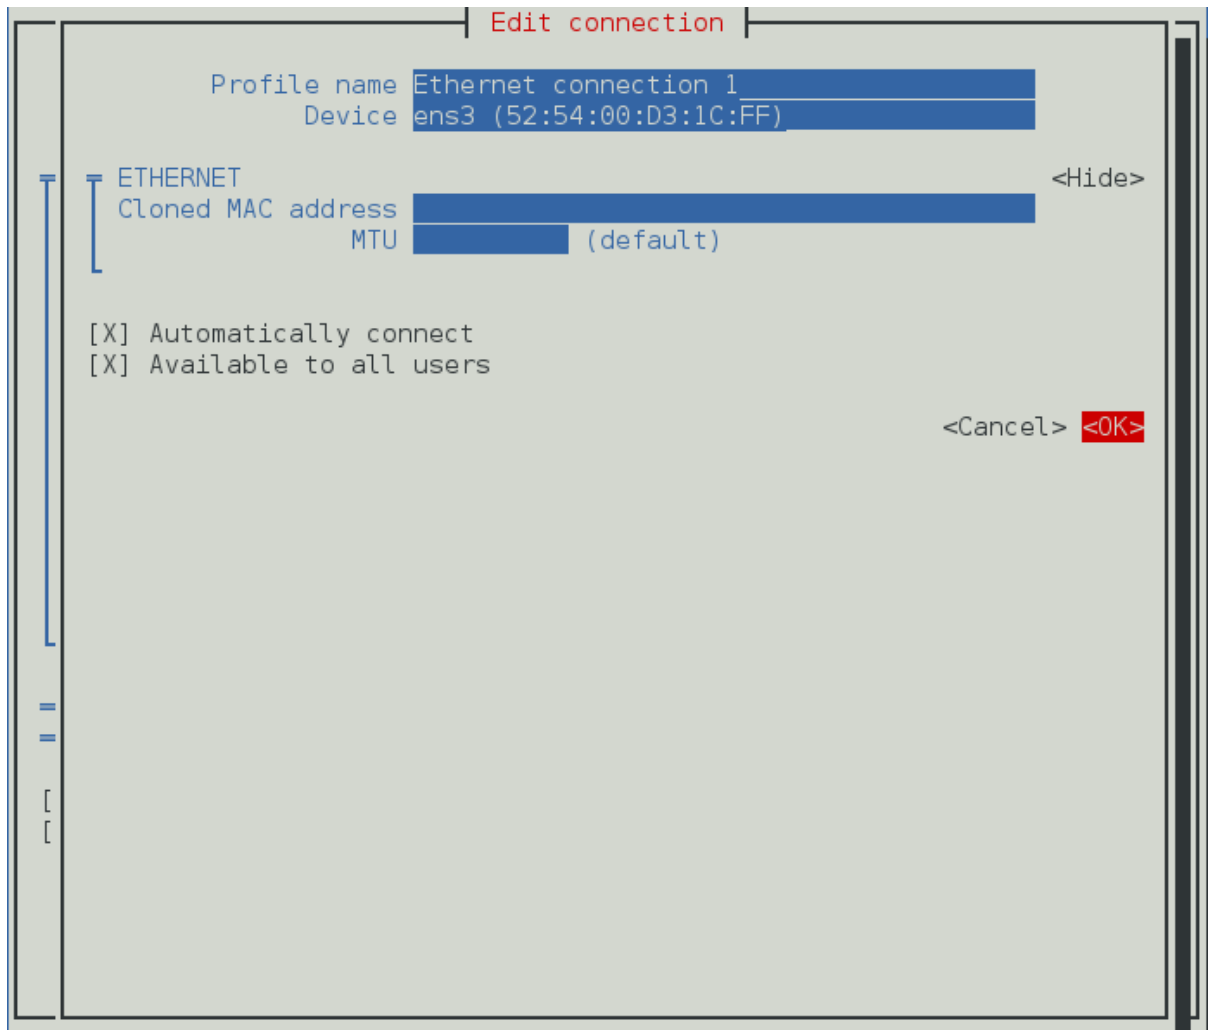 Edit connection
Profile name Ethernet connection 1
Device ens3 (52:54:00:D3:1C:FF)
ETHERNET <Hide>
Cloned MAC address
MTU (default)
[X] Automatically connect
[X] Available to all users
<Cancel> <OK>
[
[